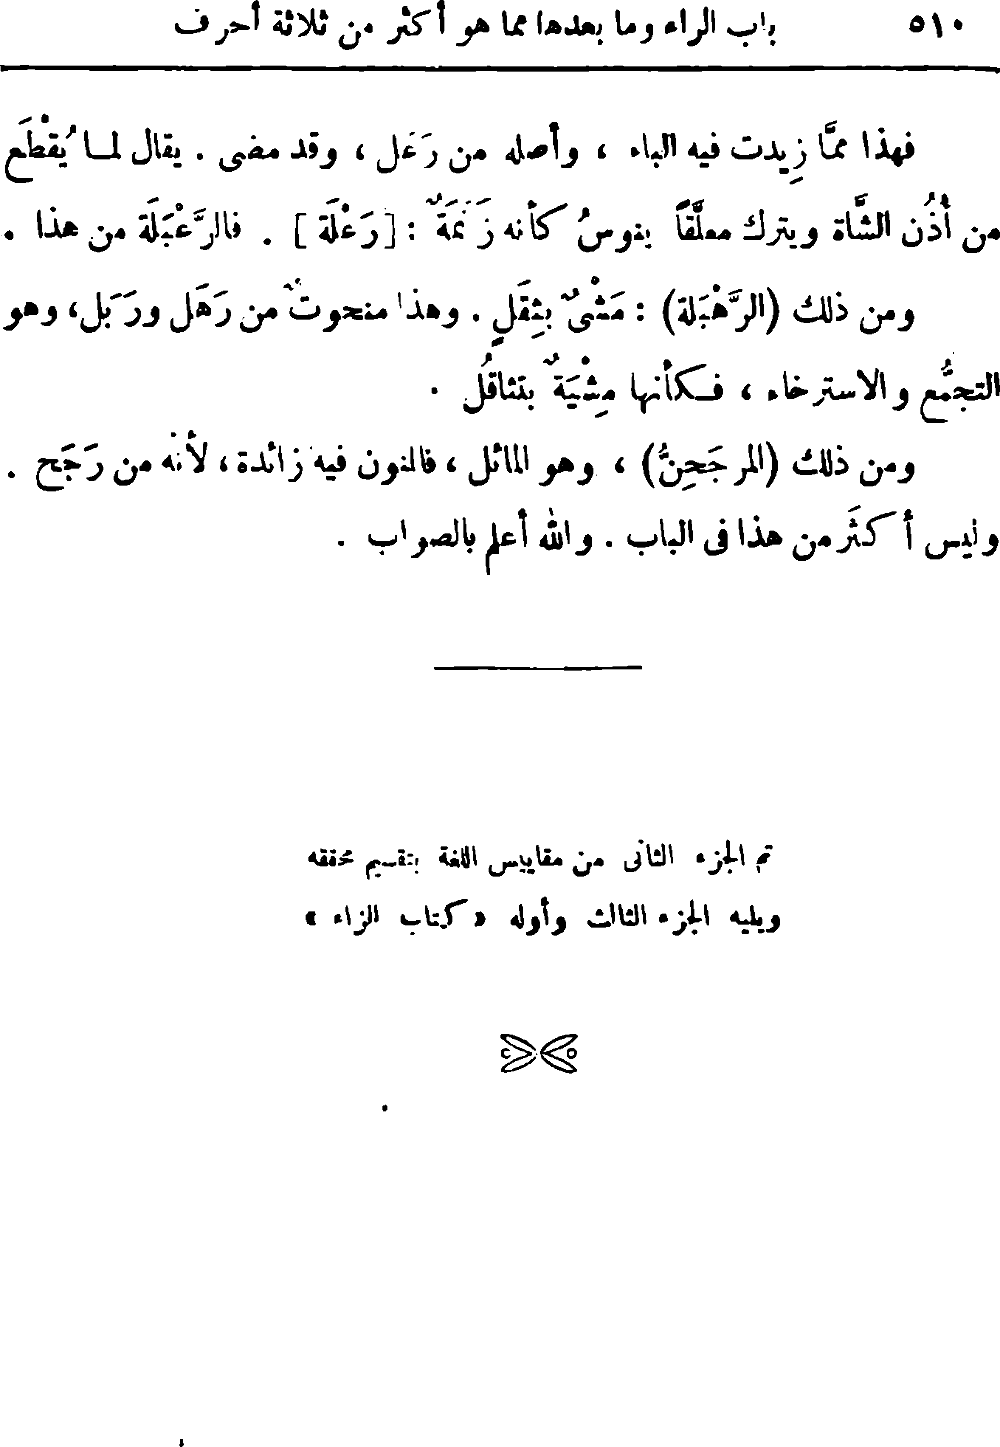 ٥١٠ باب الراء وما بعدها مما هو أكثر من ثلاثة أحرف
فهذا ممَّا زِيدت فيه الباء ، وأصله من رَعَل ، وقد مضى . يقال لما يُقْطَع
من أُذُن الشَّاة ويترك معلَّقاً ينوسُ كأنه زَنَمَةٌ : [ رَعْلَة ] . فالرَّعْبَلَة من هذا .
ومن ذلك (الرَّهْبَلة) : مَشْىٌ بثِقَلٍ . وهذا منحوتٌ من رَهَل ورَبَل، وهو
التجمُّع والاسترخاء ، فكأنها مِشْيَةٌ بتثاقُل .
ومن ذلك (المرجَحِنُّ) ، وهو المائل ، فالنون فيه زائدة ، لأنه من رَجَح .
وليس أكثَر من هذا فى الباب . والله أعلم بالصواب .
تم الجزء الثانى من مقاييس اللغة بتقسيم محققه
ويليه الجزء الثالث وأوله « كتاب الزاء »